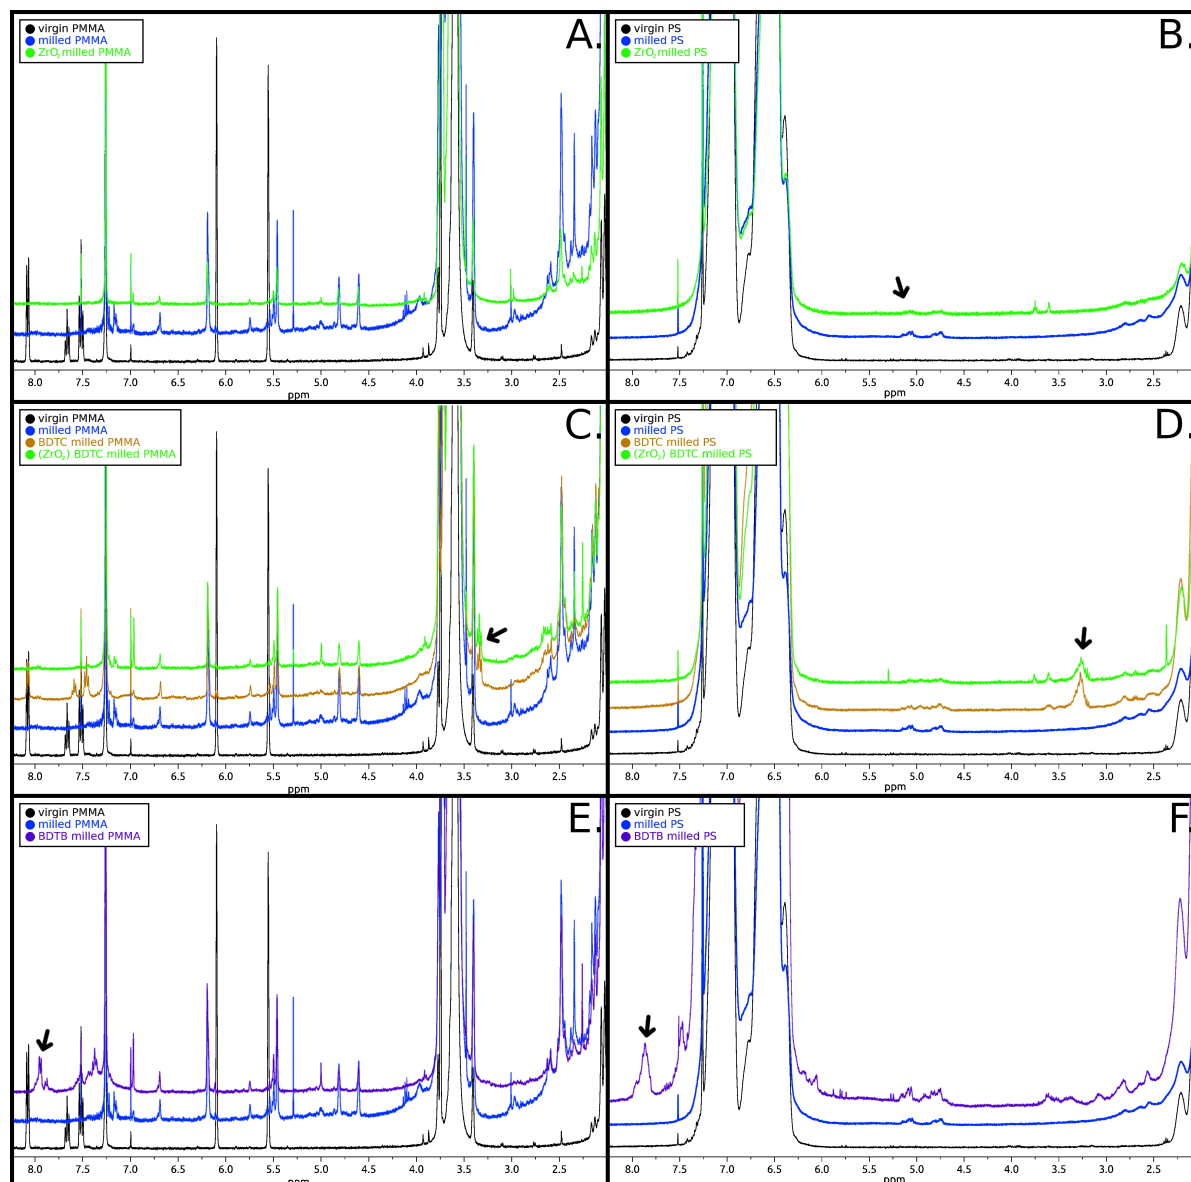 virgin PMMA
milled PMMA
ZrO₂ milled PMMA
A.
8.0 7.5 7.0 6.5 6.0 5.5 5.0 4.5 4.0 3.5 3.0 2.5
ppm
virgin PS
milled PS
ZrO₂ milled PS
B.
8.0 7.5 7.0 6.5 6.0 5.5 5.0 4.5 4.0 3.5 3.0 2.5
ppm
virgin PMMA
milled PMMA
BDTC milled PMMA
(ZrO₂) BDTC milled PMMA
C.
8.0 7.5 7.0 6.5 6.0 5.5 5.0 4.5 4.0 3.5 3.0 2.5
ppm
virgin PS
milled PS
BDTC milled PS
(ZrO₂) BDTC milled PS
D.
8.0 7.5 7.0 6.5 6.0 5.5 5.0 4.5 4.0 3.5 3.0 2.5
ppm
virgin PMMA
milled PMMA
BDTB milled PMMA
E.
8.0 7.5 7.0 6.5 6.0 5.5 5.0 4.5 4.0 3.5 3.0 2.5
ppm
virgin PS
milled PS
BDTB milled PS
F.
8.0 7.5 7.0 6.5 6.0 5.5 5.0 4.5 4.0 3.5 3.0 2.5
ppm